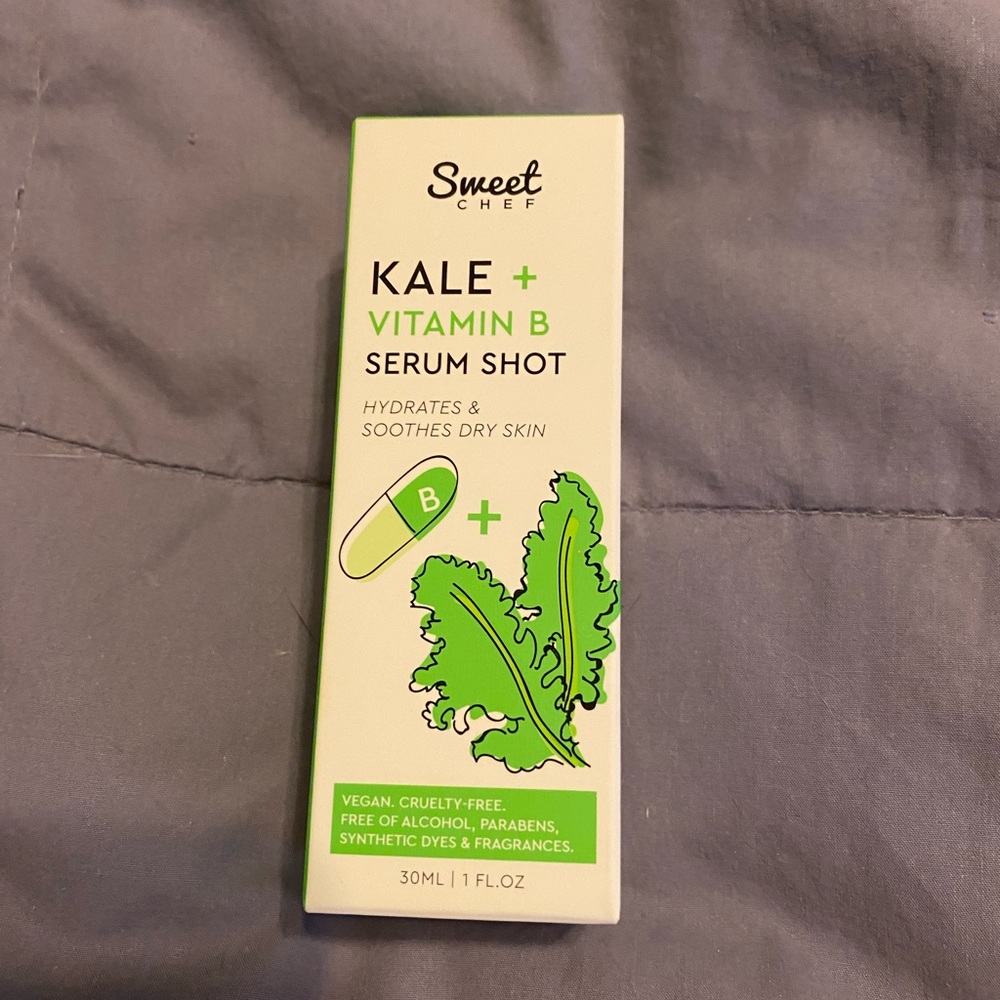 Sweet
CHEF
KALE +
VITAMIN B
SERUM SHOT
HYDRATES &
SOOTHES DRY SKIN
B
+
VEGAN. CRUELTY-FREE.
FREE OF ALCOHOL, PARABENS,
SYNTHETIC DYES & FRAGRANCES.
30ML | 1 FL.OZ